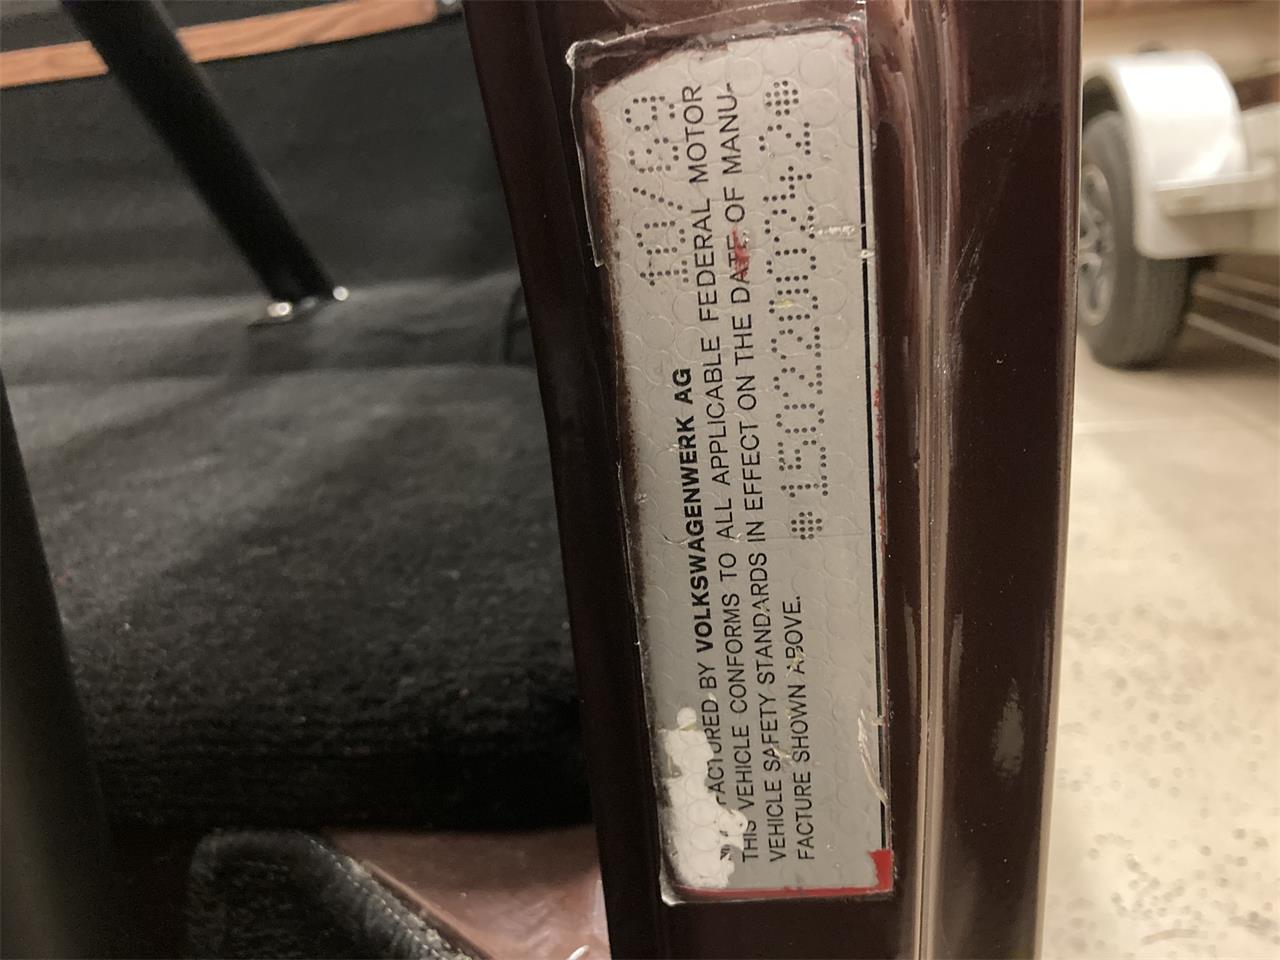 10/69
FACTURED BY VOLKSWAGENWERK AG
THIS VEHICLE CONFORMS TO ALL APPLICABLE FEDERAL MOTOR
VEHICLE SAFETY STANDARDS IN EFFECT ON THE DATE OF MANU-
FACTURE SHOWN ABOVE.
1502200742